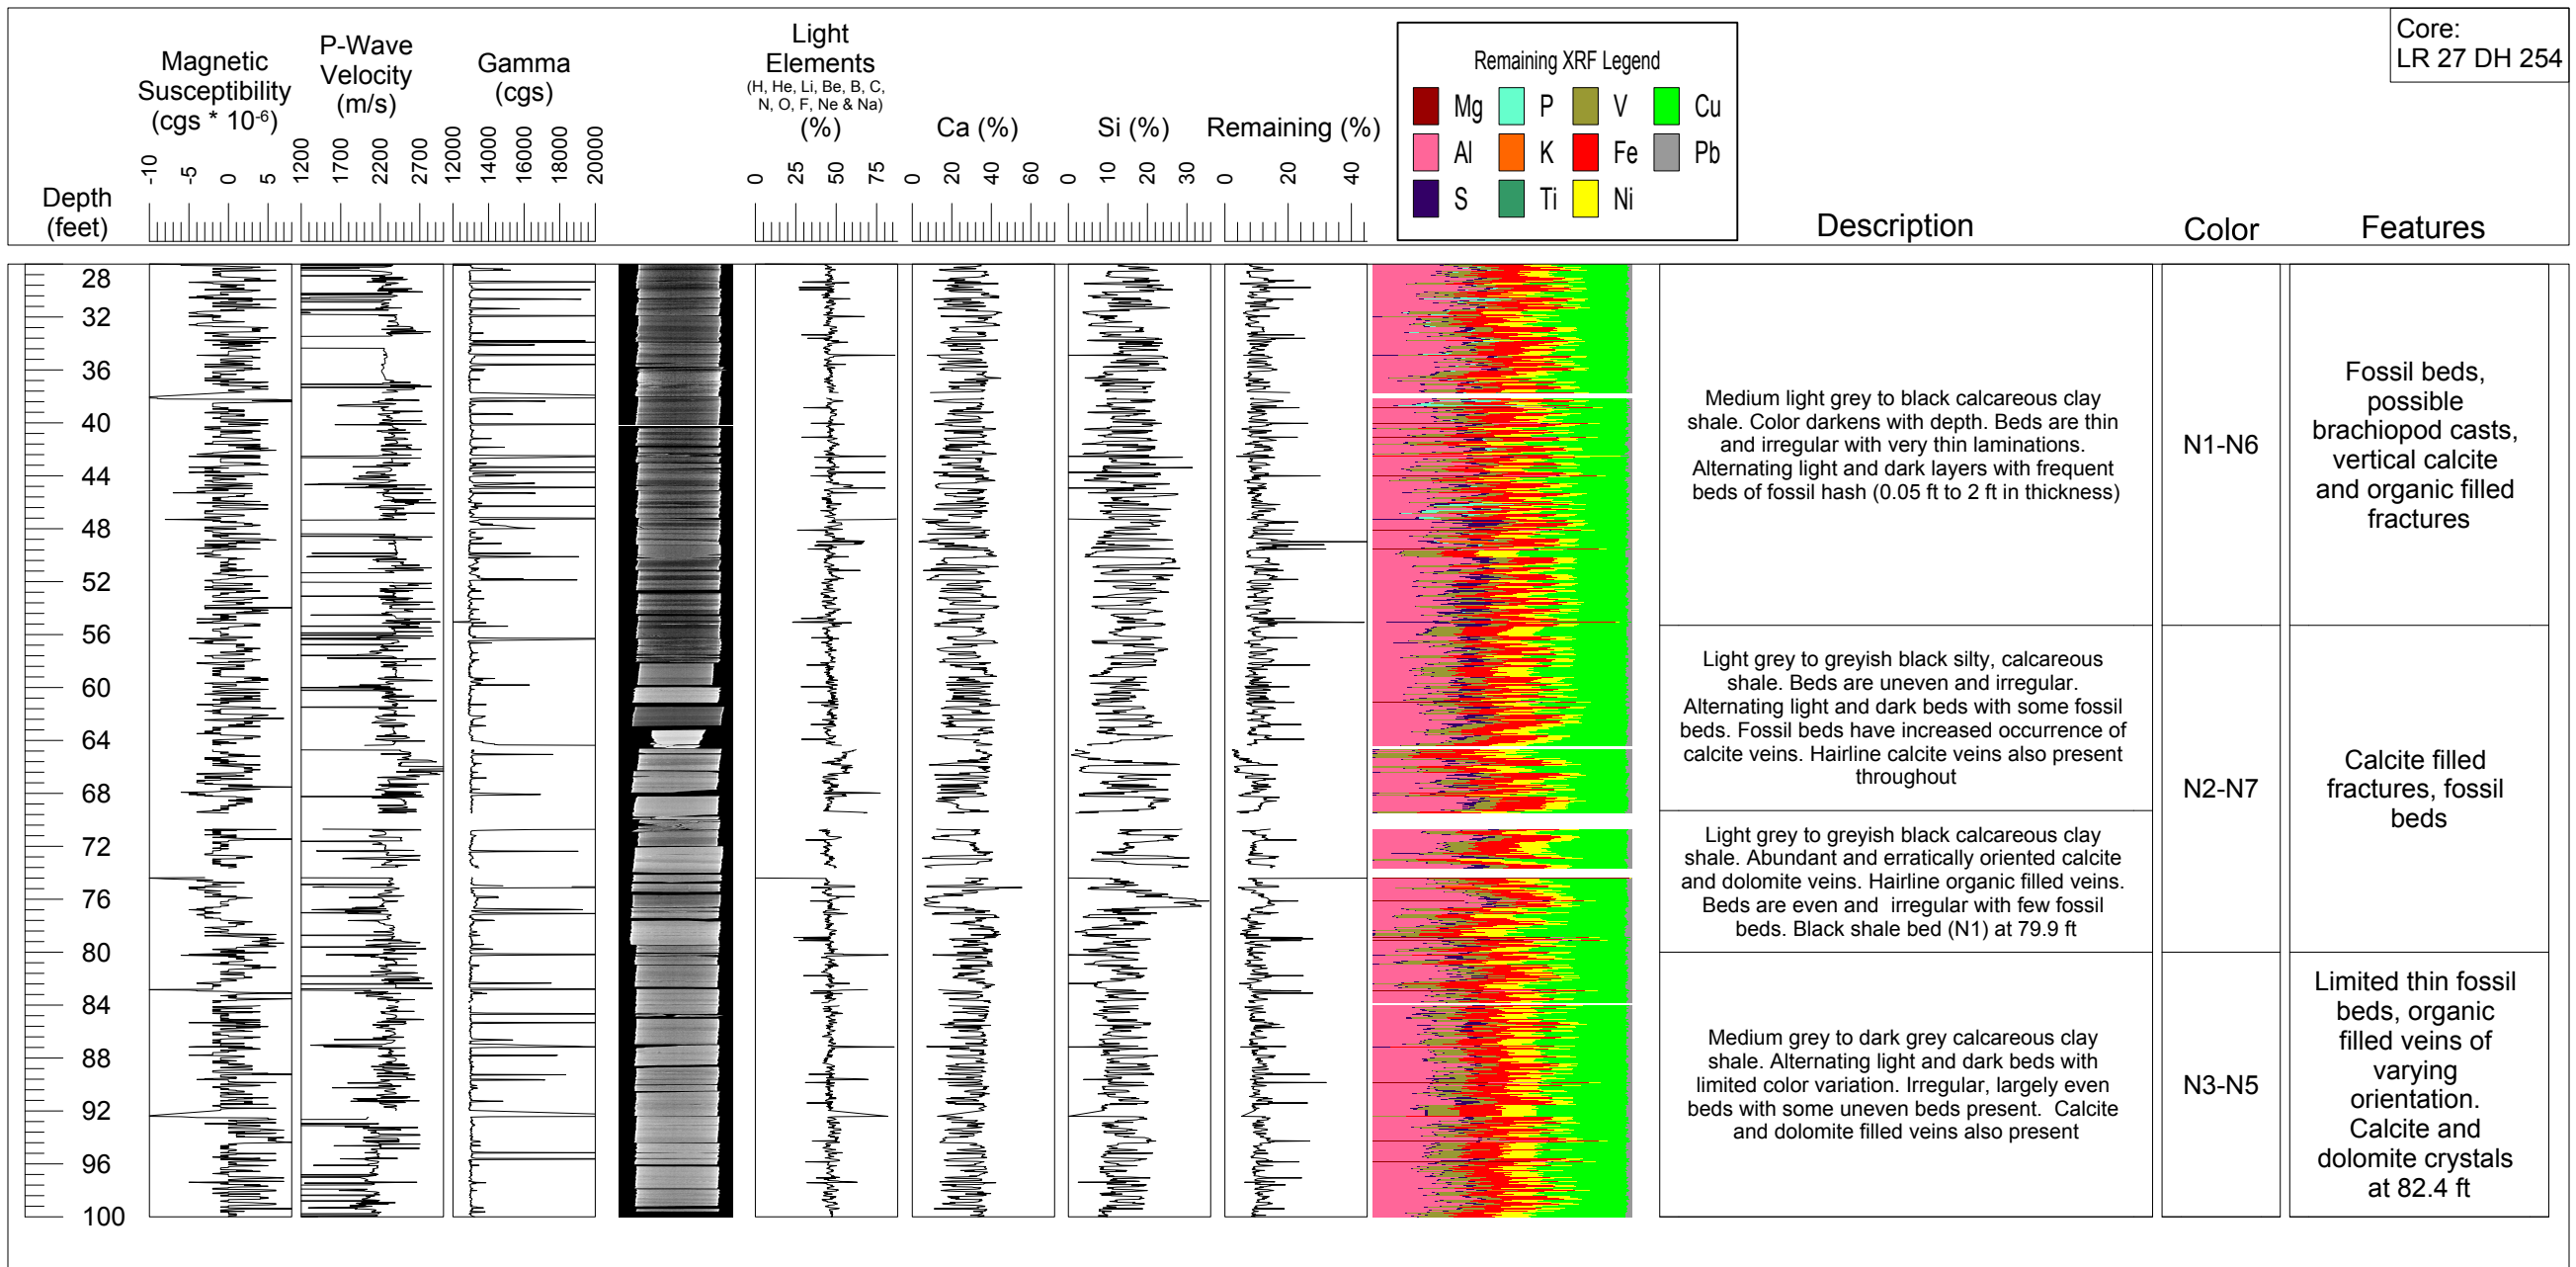 Core:
LR 27 DH 254
Depth
(feet)
Magnetic
Susceptibility
(cgs * 10-6)
-10
-5
0
5
P-Wave
Velocity
(m/s)
1200
1700
2200
2700
Gamma
(cgs)
12000
14000
16000
18000
20000
Light
Elements
(H, He, Li, Be, B, C,
N, O, F, Ne & Na)
(%)
0
25
50
75
Ca (%)
0
20
40
60
Si (%)
0
10
20
30
Remaining (%)
0
20
40
Remaining XRF Legend
Mg P V Cu
Al K Fe Pb
S Ti Ni
Description
Color
Features
28
32
36
40
44
48
52
56
60
64
68
72
76
80
84
88
92
96
100
Medium light grey to black calcareous clay
shale. Color darkens with depth. Beds are thin
and irregular with very thin laminations.
Alternating light and dark layers with frequent
beds of fossil hash (0.05 ft to 2 ft in thickness)
N1-N6
Fossil beds,
possible
brachiopod casts,
vertical calcite
and organic filled
fractures
Light grey to greyish black silty, calcareous
shale. Beds are uneven and irregular.
Alternating light and dark beds with some fossil
beds. Fossil beds have increased occurrence of
calcite veins. Hairline calcite veins also present
throughout
N2-N7
Calcite filled
fractures, fossil
beds
Light grey to greyish black calcareous clay
shale. Abundant and erratically oriented calcite
and dolomite veins. Hairline organic filled veins.
Beds are even and irregular with few fossil
beds. Black shale bed (N1) at 79.9 ft
Medium grey to dark grey calcareous clay
shale. Alternating light and dark beds with
limited color variation. Irregular, largely even
beds with some uneven beds present. Calcite
and dolomite filled veins also present
N3-N5
Limited thin fossil
beds, organic
filled veins of
varying
orientation.
Calcite and
dolomite crystals
at 82.4 ft